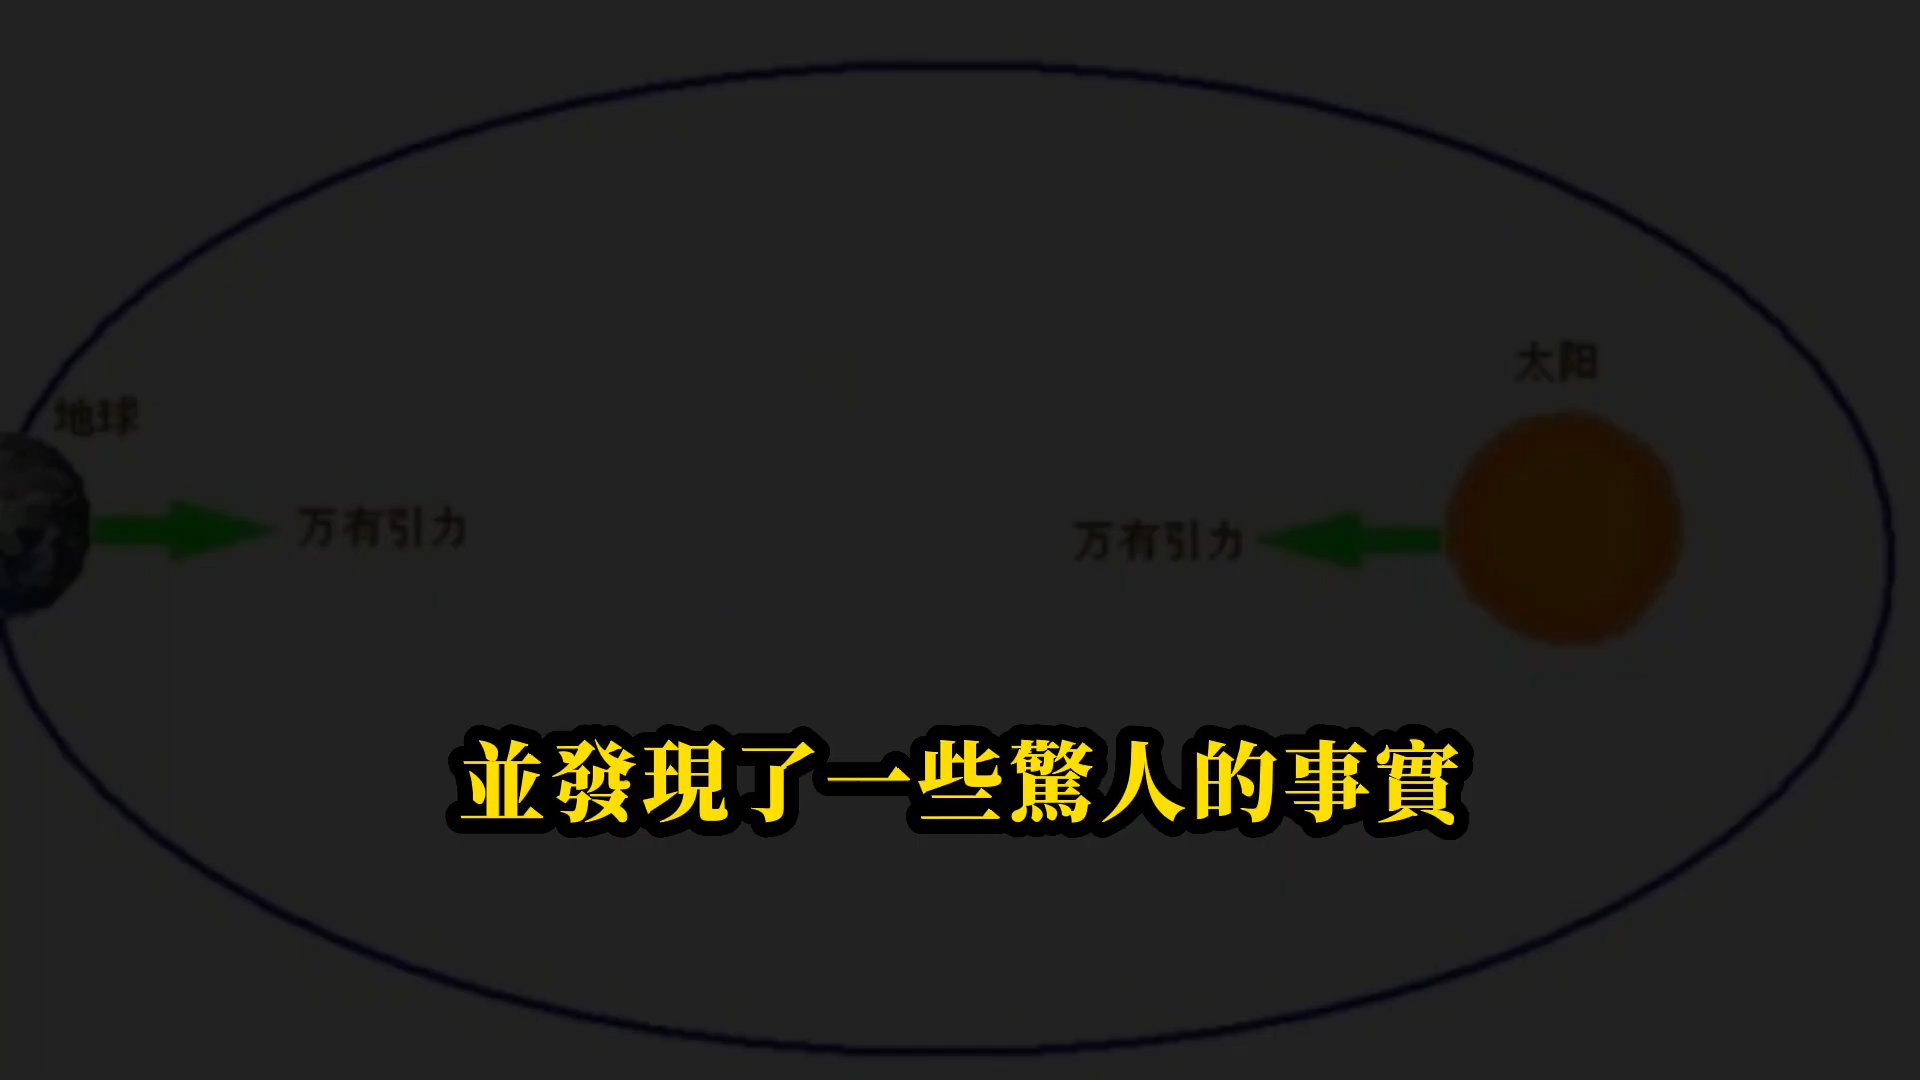 太阳
地球
万有引力
万有引力
並發現了一些驚人的事實